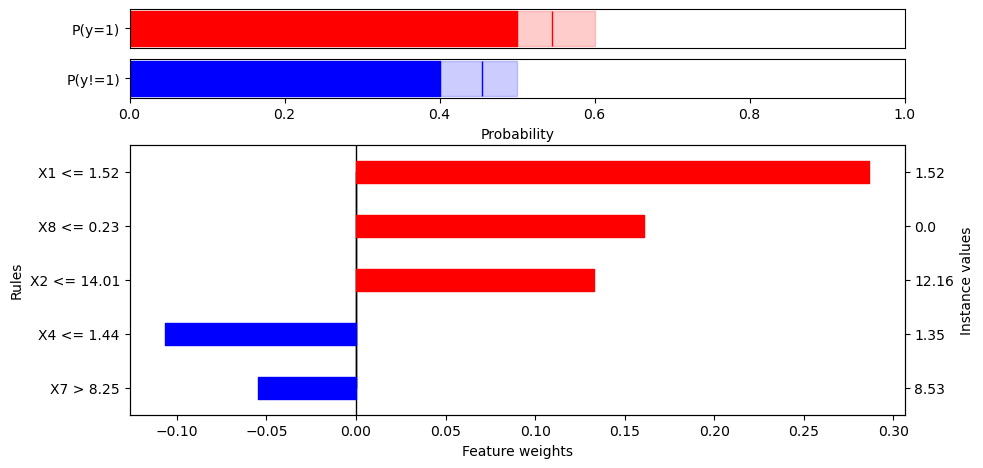 P(y=1)
P(y!=1)
0.0 0.2 0.4 0.6 0.8 1.0
Probability
X1 <= 1.52 1.52
X8 <= 0.23 0.0
X2 <= 14.01 12.16
X4 <= 1.44 1.35
X7 > 8.25 8.53
Rules
Instance values
−0.10 −0.05 0.00 0.05 0.10 0.15 0.20 0.25 0.30
Feature weights